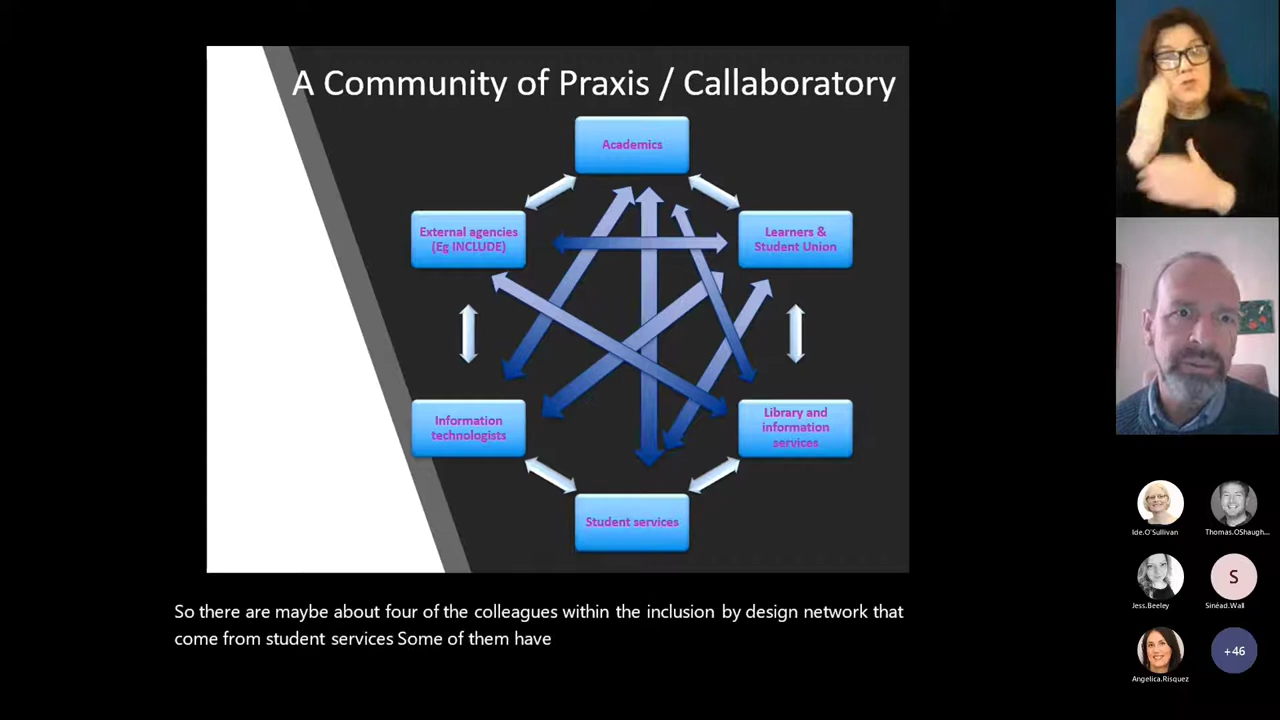 A Community of Praxis / Callaboratory
Academics
External agencies
(Eg INCLUDE)
Learners &
Student Union
Information
technologists
Library and
information
services
Student services
So there are maybe about four of the colleagues within the inclusion by design network that
come from student services Some of them have
Ide.O'Sullivan
Thomas.OShaugh...
Jess.Beeley
S
Sinéad.Wall
Angelica.Risquez
+46